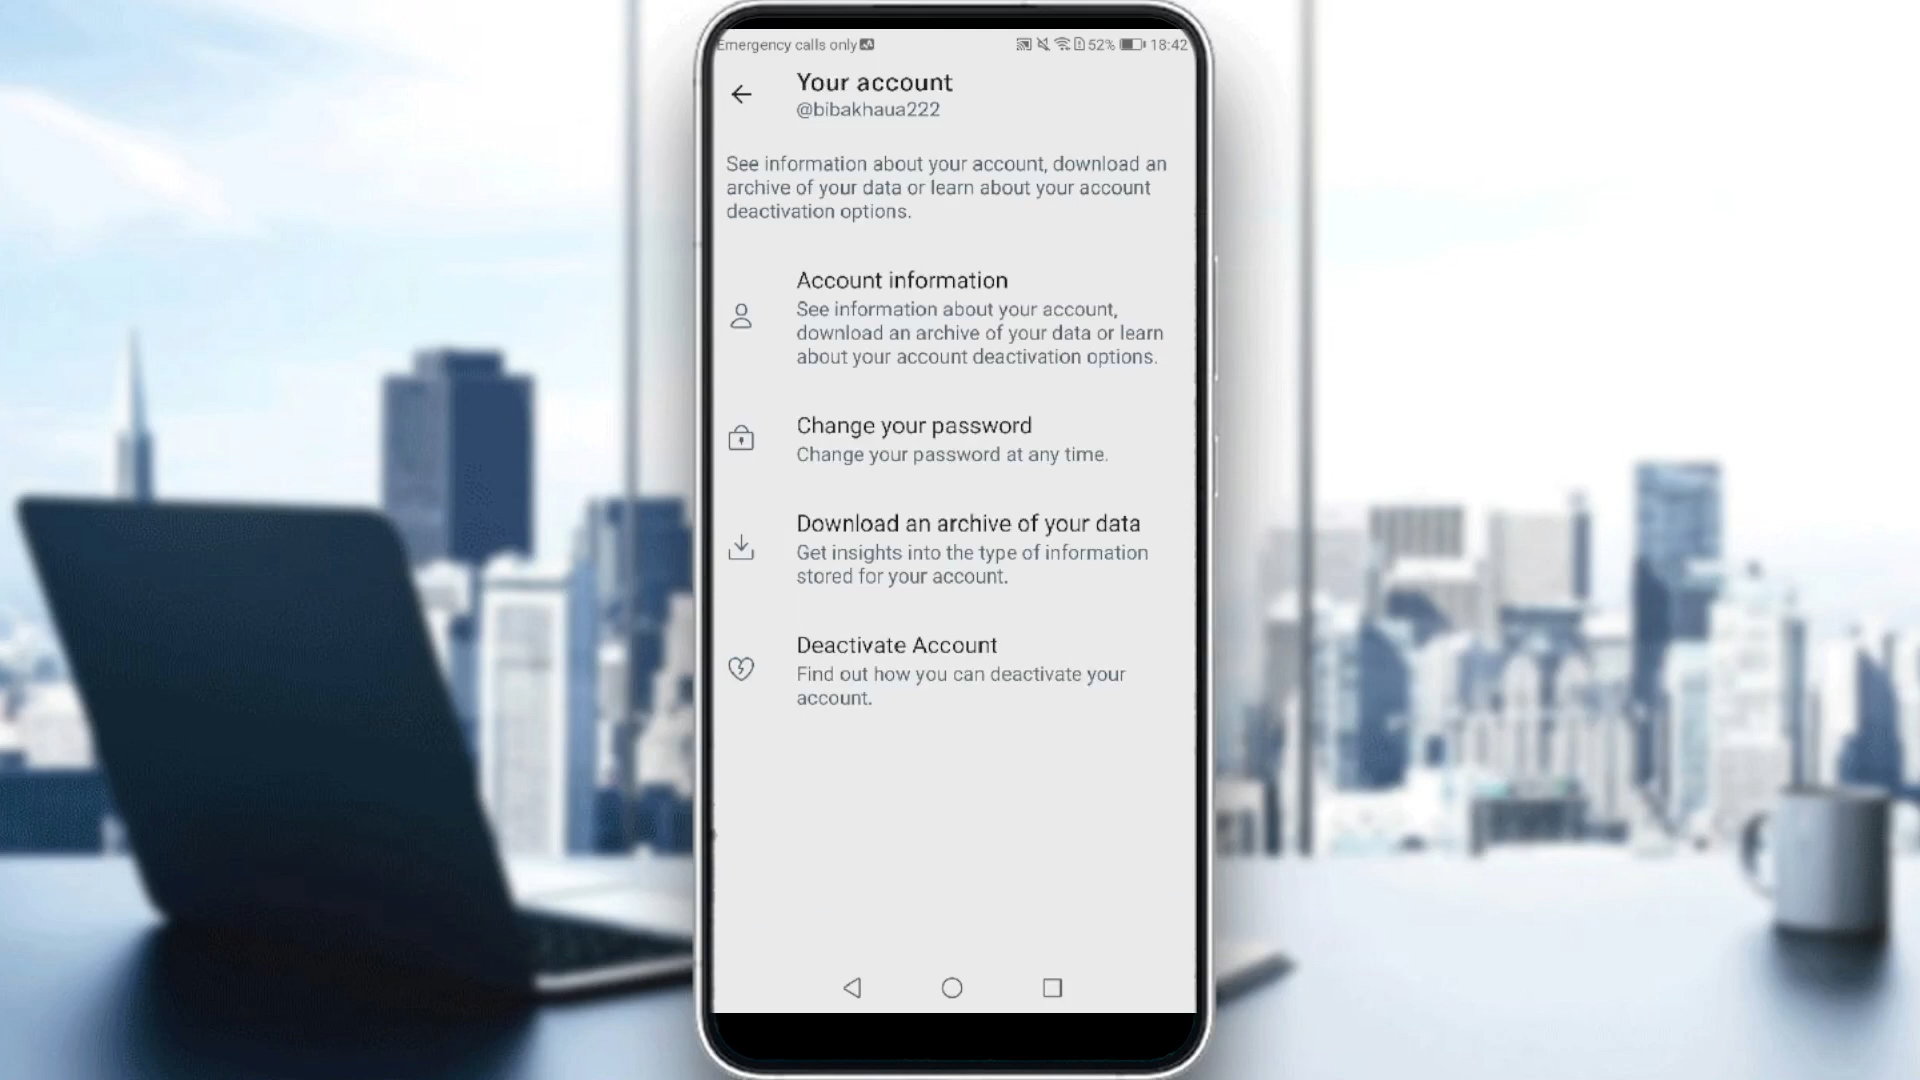 Emergency calls only 52% 18:42
Your account
@bibakhaua222
See information about your account, download an
archive of your data or learn about your account
deactivation options.
Account information
See information about your account,
download an archive of your data or learn
about your account deactivation options.
Change your password
Change your password at any time.
Download an archive of your data
Get insights into the type of information
stored for your account.
Deactivate Account
Find out how you can deactivate your
account.